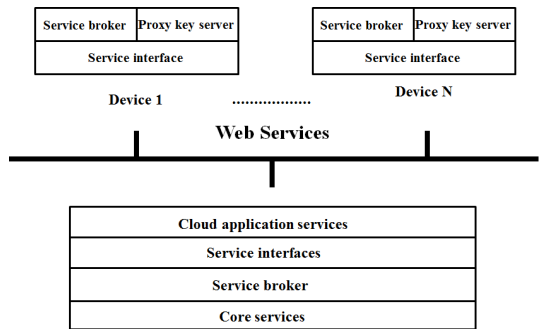 Service broker Proxy key server Service broker Proxy key server
Service interface Service interface
Device 1 .................. Device N
Web Services
Cloud application services
Service interfaces
Service broker
Core services